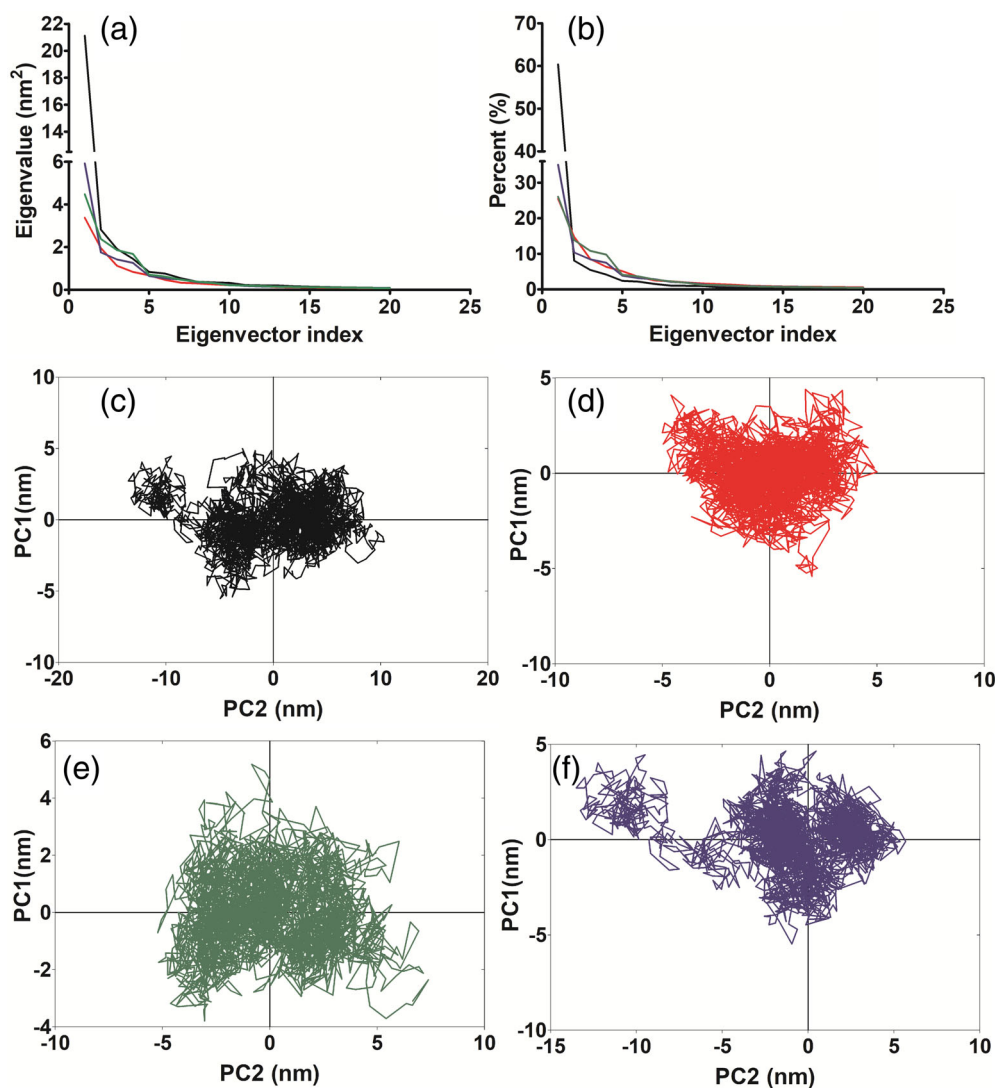 (a)
Eigenvalue (nm²)
22
20
18
16
14
12
6
4
2
0
0 5 10 15 20 25
Eigenvector index
(b)
Percent (%)
70
60
50
40
30
20
10
0
0 5 10 15 20 25
Eigenvector index
(c)
PC1(nm)
10
5
0
-5
-10
-20 -10 0 10 20
PC2 (nm)
(d)
PC1(nm)
5
0
-5
-10
-10 -5 0 5 10
PC2 (nm)
(e)
PC1(nm)
6
4
2
0
-2
-4
-10 -5 0 5 10
PC2 (nm)
(f)
PC1(nm)
5
0
-5
-10
-15 -10 -5 0 5 10
PC2 (nm)